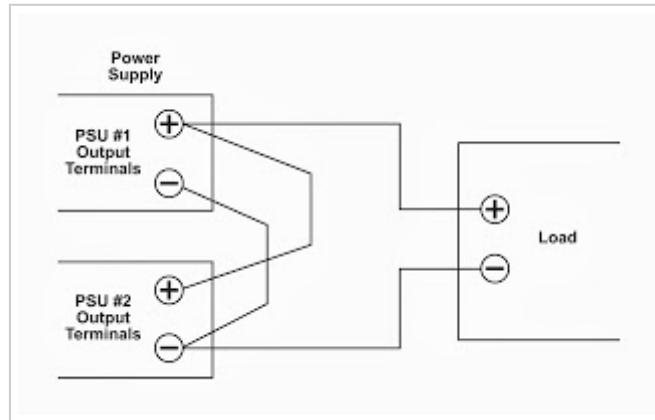 Power
Supply
PSU #1
Output
Terminals
+
−
PSU #2
Output
Terminals
+
−
+
−
Load